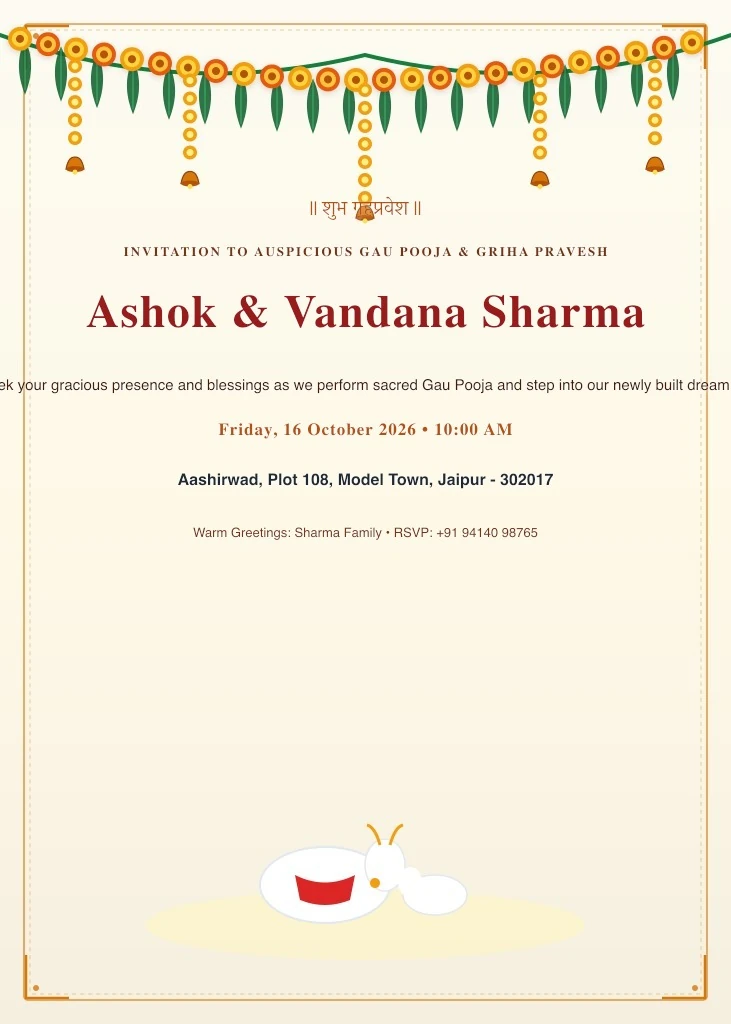 ॥ शुभ गृहप्रवेश ॥
INVITATION TO AUSPICIOUS GAU POOJA & GRIHA PRAVESH
Ashok & Vandana Sharma
your gracious presence and blessings as we perform sacred Gau Pooja and step into our newly built dream
Friday, 16 October 2026 • 10:00 AM
Aashirwad, Plot 108, Model Town, Jaipur - 302017
Warm Greetings: Sharma Family • RSVP: +91 94140 98765